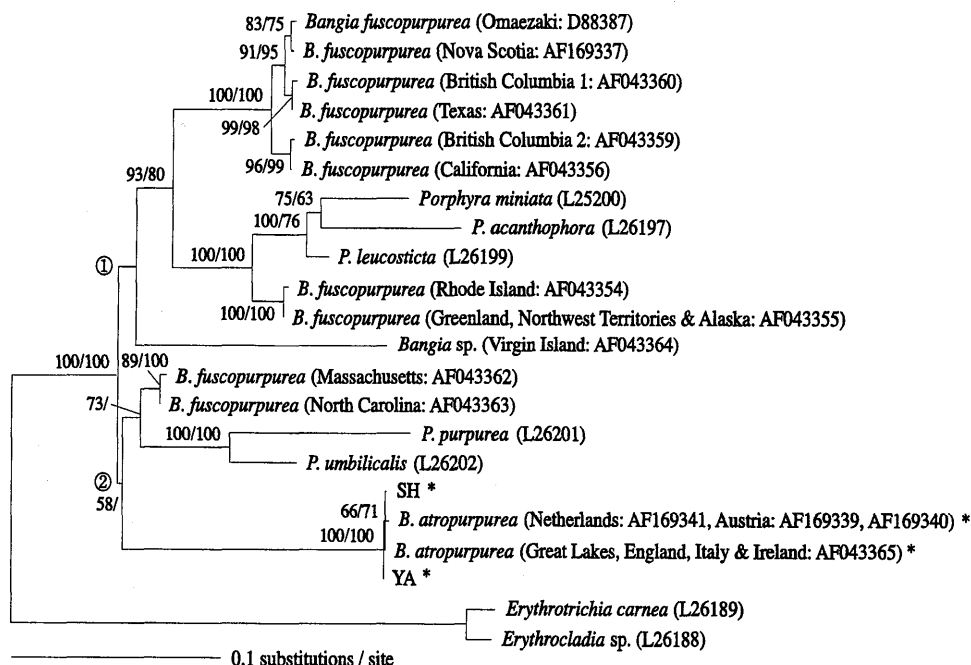 83/75
Bangia fuscopurpurea (Omaezaki: D88387)
91/95
B. fuscopurpurea (Nova Scotia: AF169337)
B. fuscopurpurea (British Columbia 1: AF043360)
100/100
B. fuscopurpurea (Texas: AF043361)
99/98
B. fuscopurpurea (British Columbia 2: AF043359)
96/99
B. fuscopurpurea (California: AF043356)
93/80
75/63
Porphyra miniata (L25200)
100/76
P. acanthophora (L26197)
100/100
P. leucosticta (L26199)
①
B. fuscopurpurea (Rhode Island: AF043354)
100/100
B. fuscopurpurea (Greenland, Northwest Territories & Alaska: AF043355)
Bangia sp. (Virgin Island: AF043364)
100/100
89/100
B. fuscopurpurea (Massachusetts: AF043362)
73/
B. fuscopurpurea (North Carolina: AF043363)
100/100
P. purpurea (L26201)
P. umbilicalis (L26202)
②
58/
SH *
66/71
B. atropurpurea (Netherlands: AF169341, Austria: AF169339, AF169340) *
100/100
B. atropurpurea (Great Lakes, England, Italy & Ireland: AF043365) *
YA *
Erythrotrichia carnea (L26189)
Erythrocladia sp. (L26188)
0.1 substitutions / site